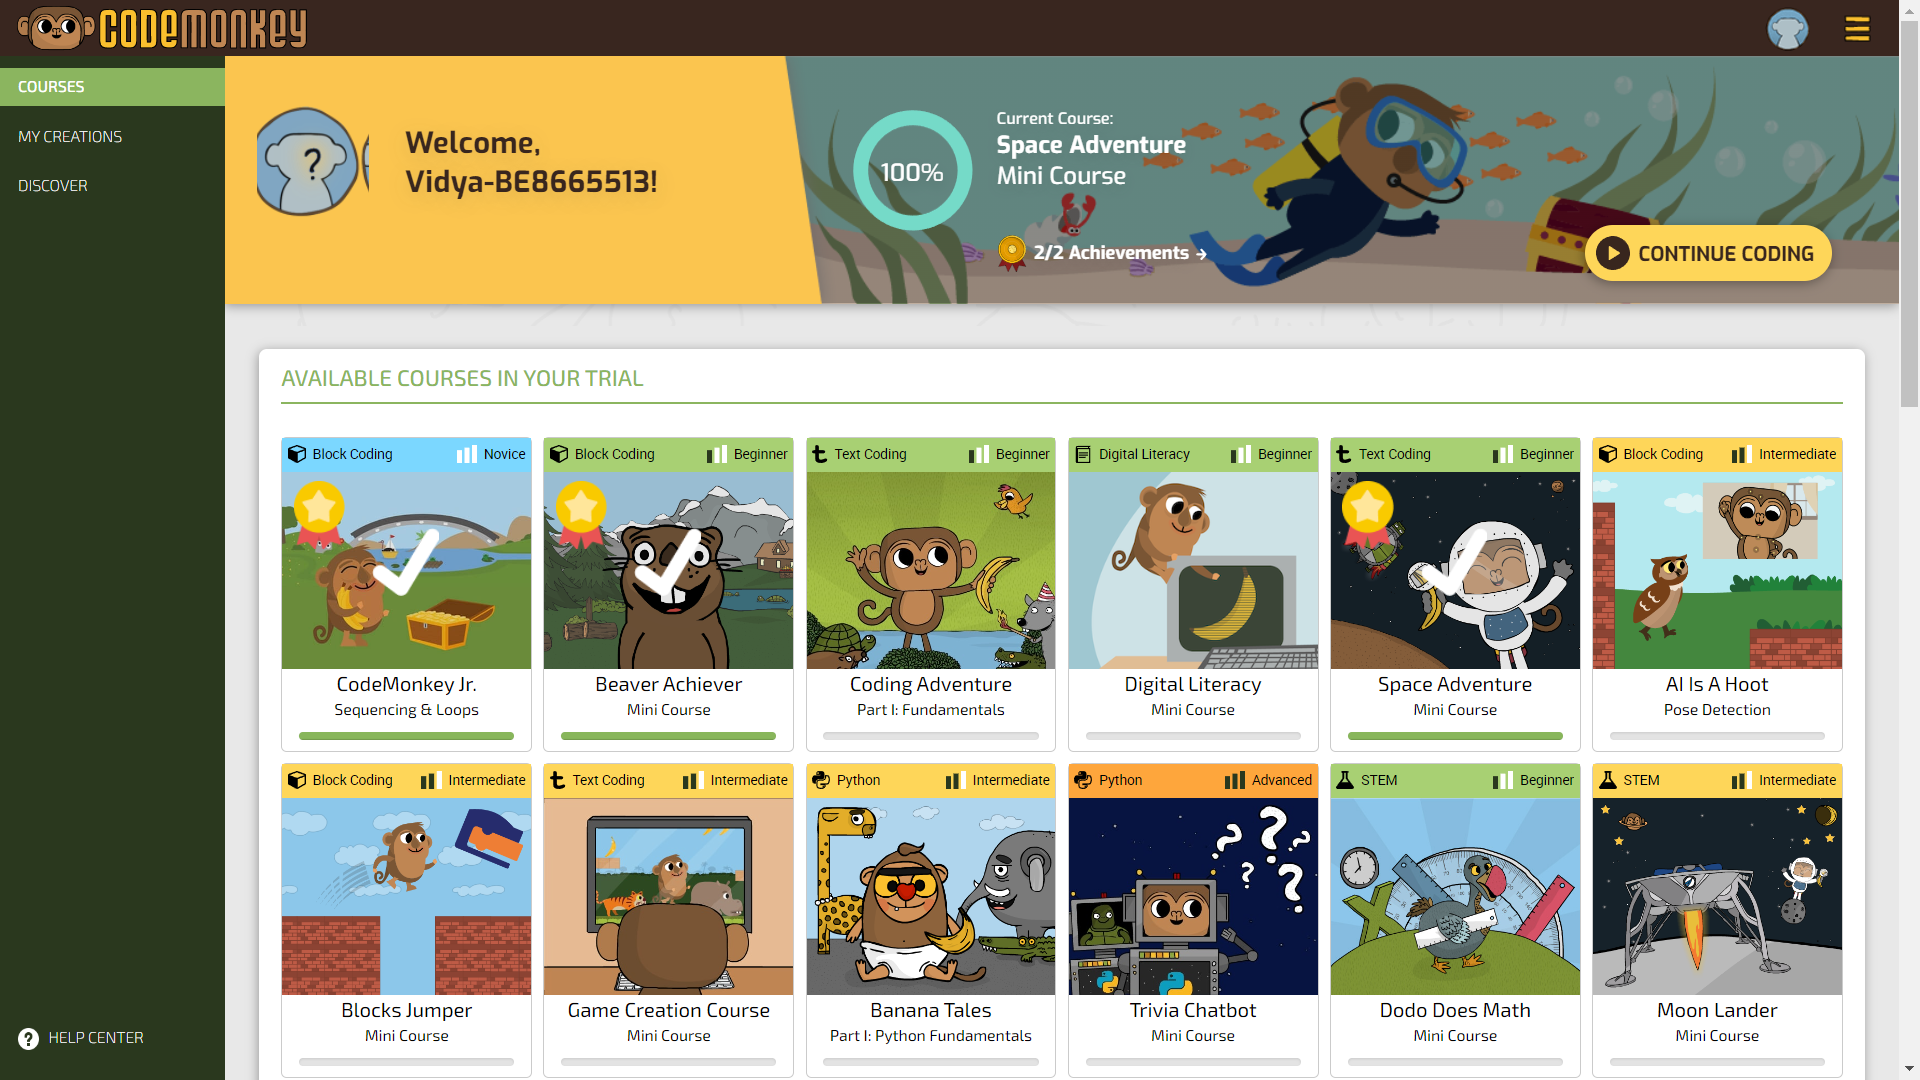 CODEMONKEY
COURSES
MY CREATIONS
DISCOVER
HELP CENTER
Welcome,
Vidya-BE8665513!
100%
Current Course:
Space Adventure
Mini Course
2/2 Achievements →
CONTINUE CODING
AVAILABLE COURSES IN YOUR TRIAL
Block Coding Novice
CodeMonkey Jr.
Sequencing & Loops
Block Coding Beginner
Beaver Achiever
Mini Course
Text Coding Beginner
Coding Adventure
Part I: Fundamentals
Digital Literacy Beginner
Digital Literacy
Mini Course
Text Coding Beginner
Space Adventure
Mini Course
Block Coding Intermediate
AI Is A Hoot
Pose Detection
Block Coding Intermediate
Blocks Jumper
Mini Course
Text Coding Intermediate
Game Creation Course
Mini Course
Python Intermediate
Banana Tales
Part I: Python Fundamentals
Python Advanced
Trivia Chatbot
Mini Course
STEM Beginner
Dodo Does Math
Mini Course
STEM Intermediate
Moon Lander
Mini Course